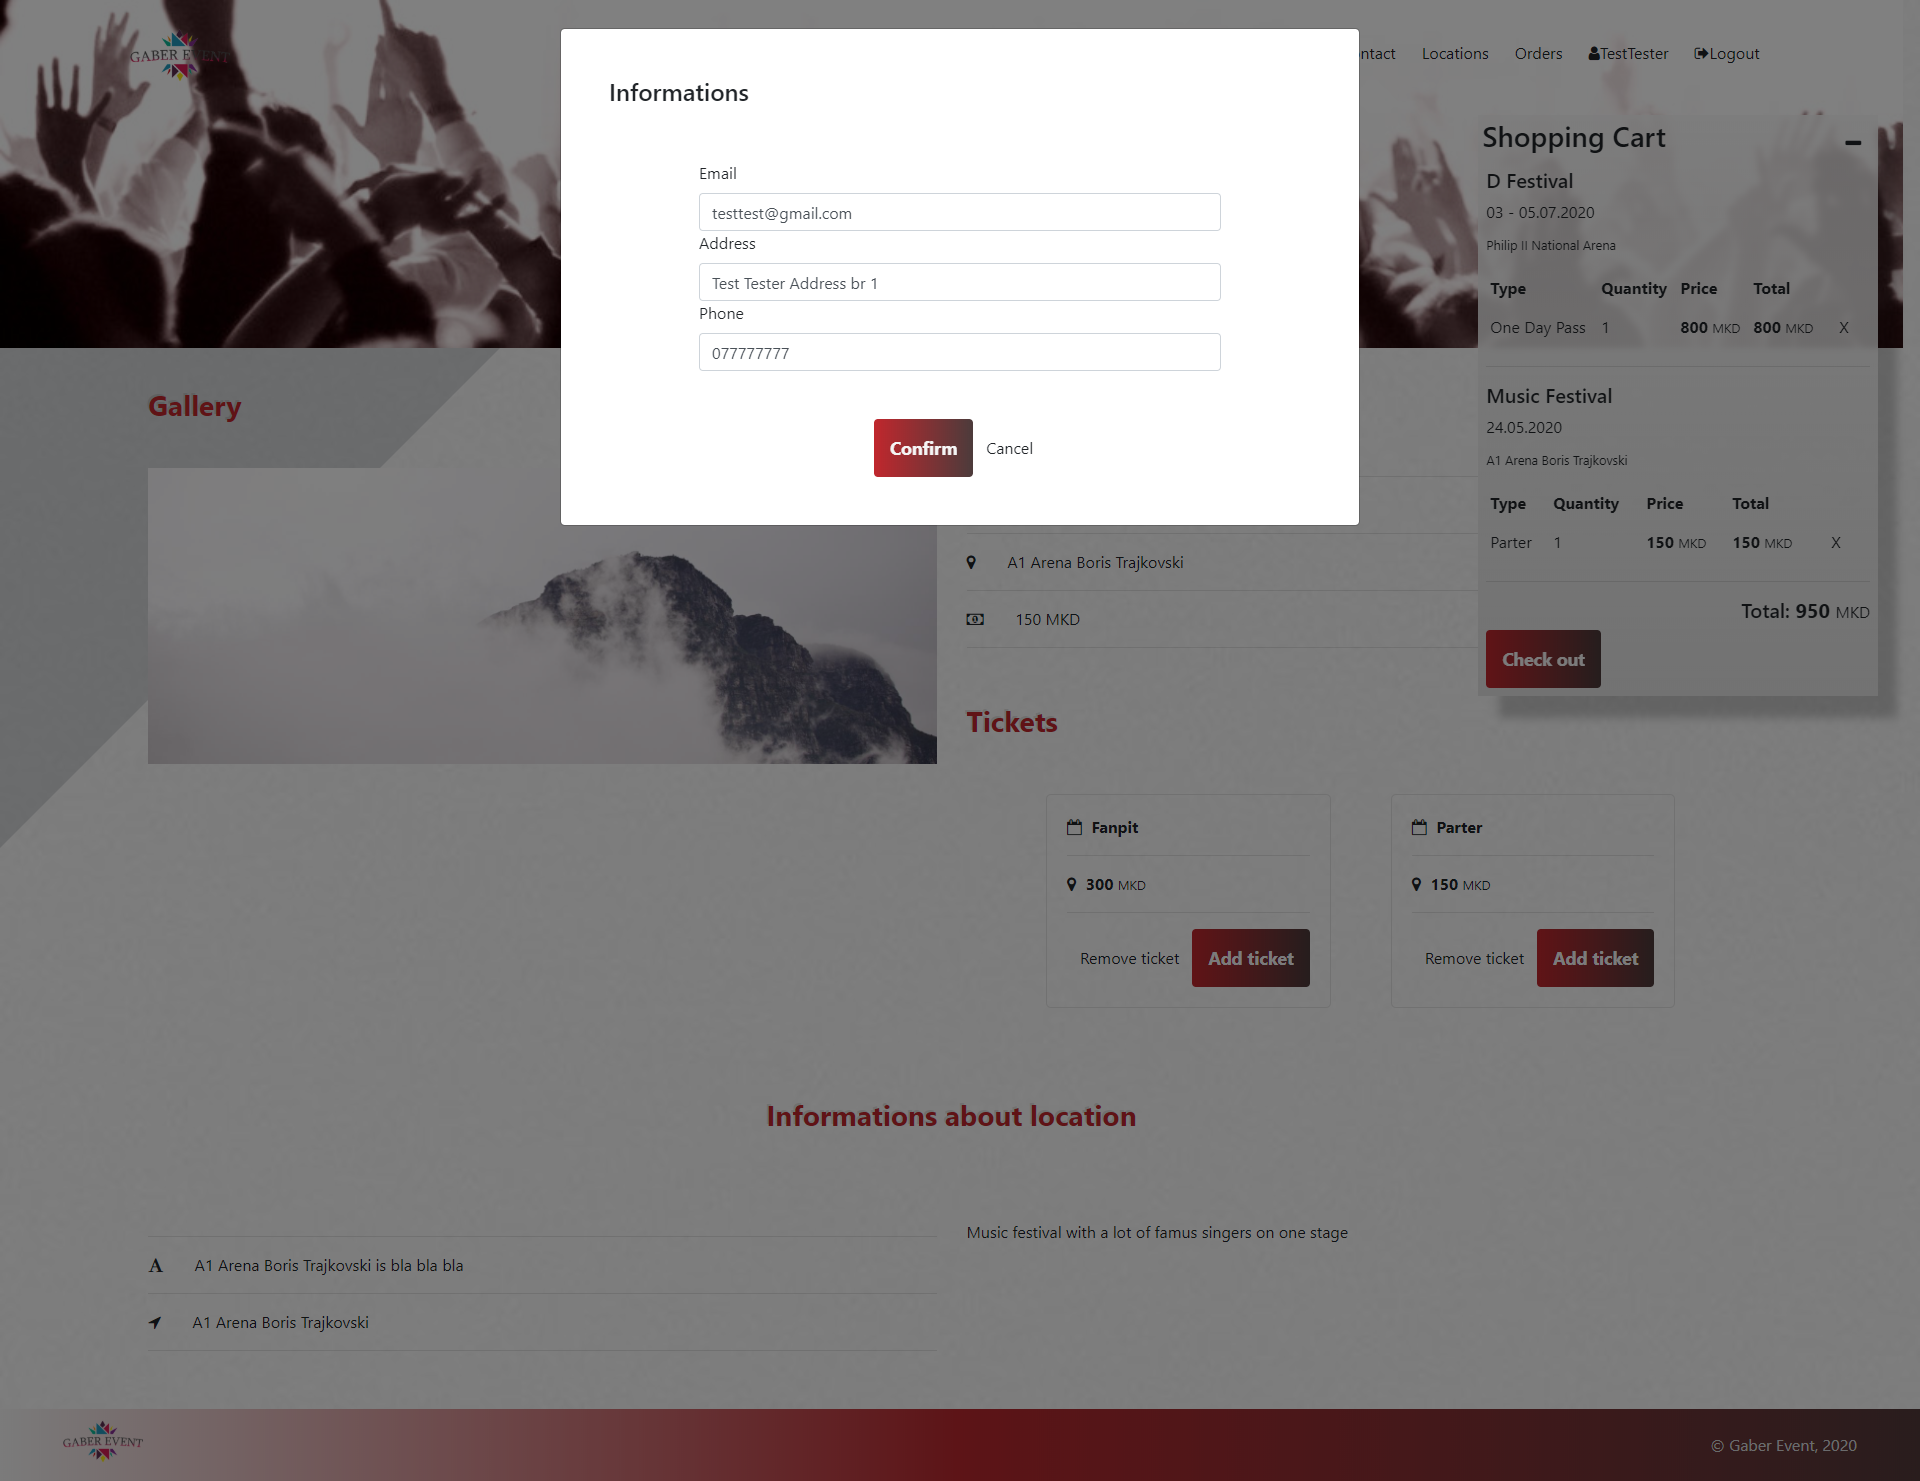 GABER EVENT
ntact Locations Orders TestTester Logout
Informations
Email
testtest@gmail.com
Address
Test Tester Address br 1
Phone
077777777
Confirm Cancel
Shopping Cart
D Festival
03 - 05.07.2020
Philip II National Arena
Type Quantity Price Total
One Day Pass 1 800 MKD 800 MKD X
Music Festival
24.05.2020
A1 Arena Boris Trajkovski
Type Quantity Price Total
Parter 1 150 MKD 150 MKD X
Total: 950 MKD
Check out
Gallery
A1 Arena Boris Trajkovski
150 MKD
Tickets
Fanpit
300 MKD
Remove ticket Add ticket
Parter
150 MKD
Remove ticket Add ticket
Informations about location
A1 Arena Boris Trajkovski is bla bla bla
A1 Arena Boris Trajkovski
Music festival with a lot of famus singers on one stage
GABER EVENT
© Gaber Event, 2020